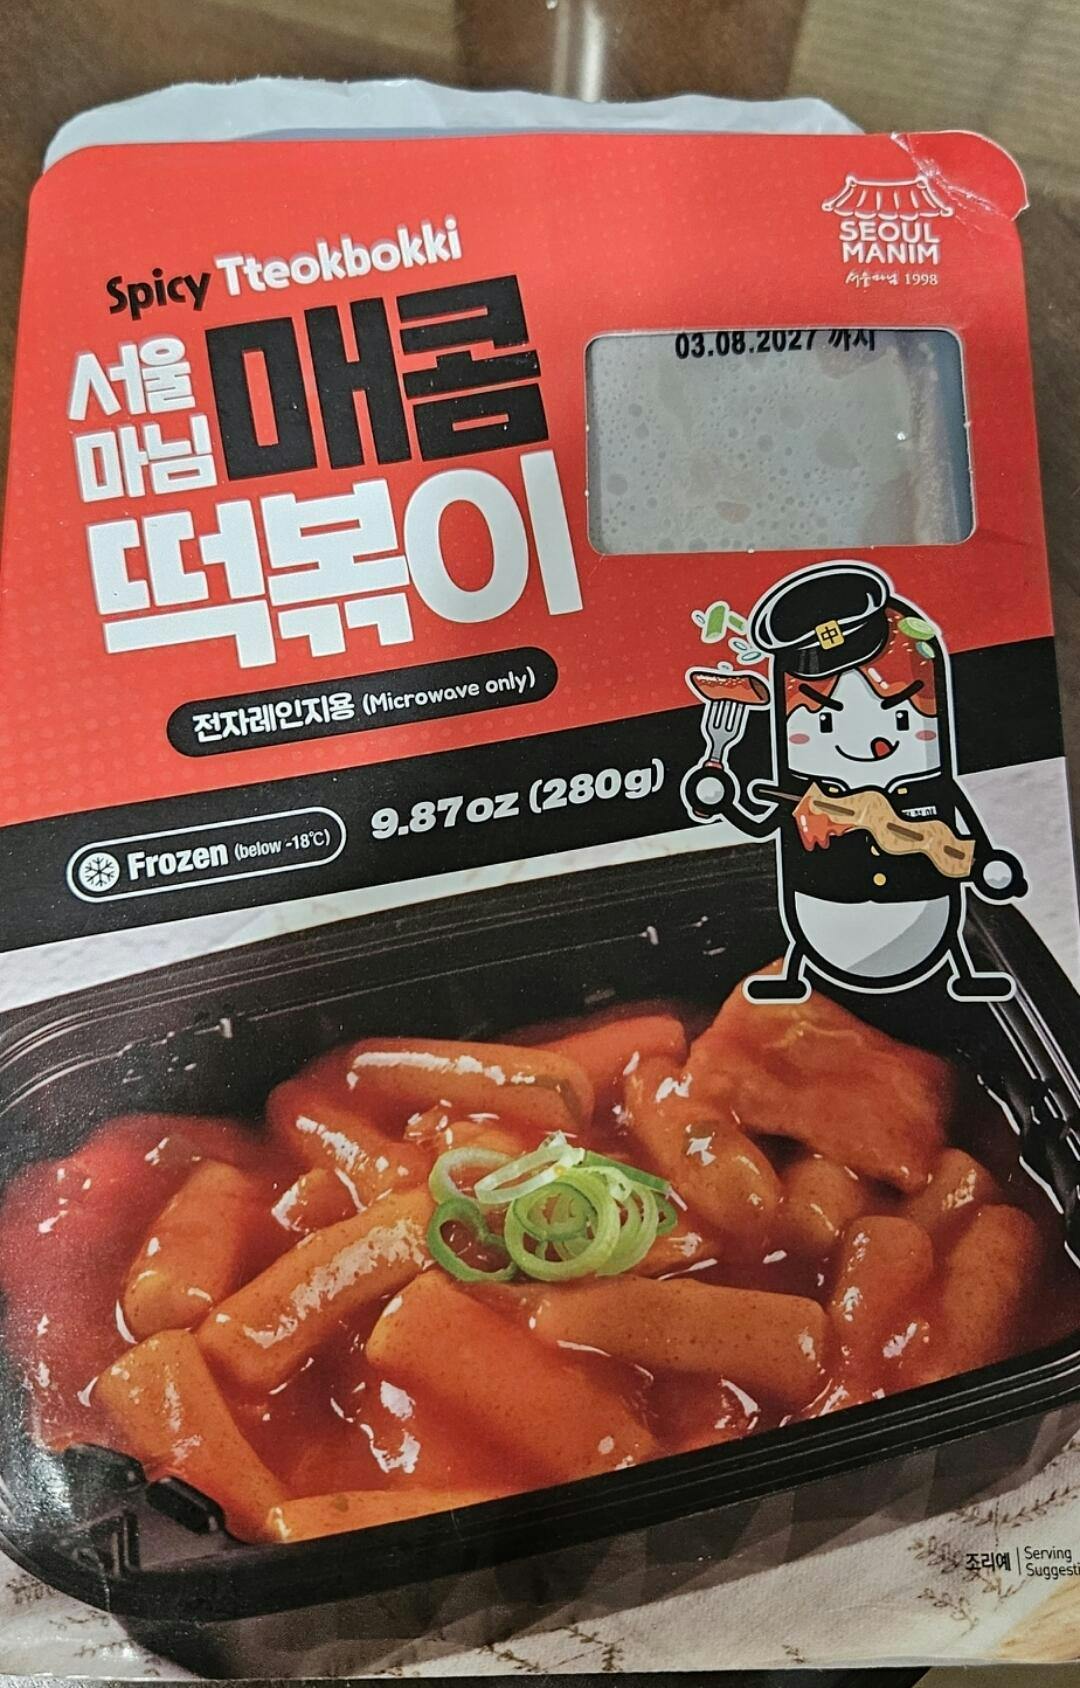 SEOUL
MANIM
서울마님 1998
Spicy Tteokbokki
서울
마님
매콤
떡볶이
03.08.2027 까지
전자레인지용 (Microwave only)
Frozen (below -18℃)
9.87oz (280g)
中
조리예 | Serving